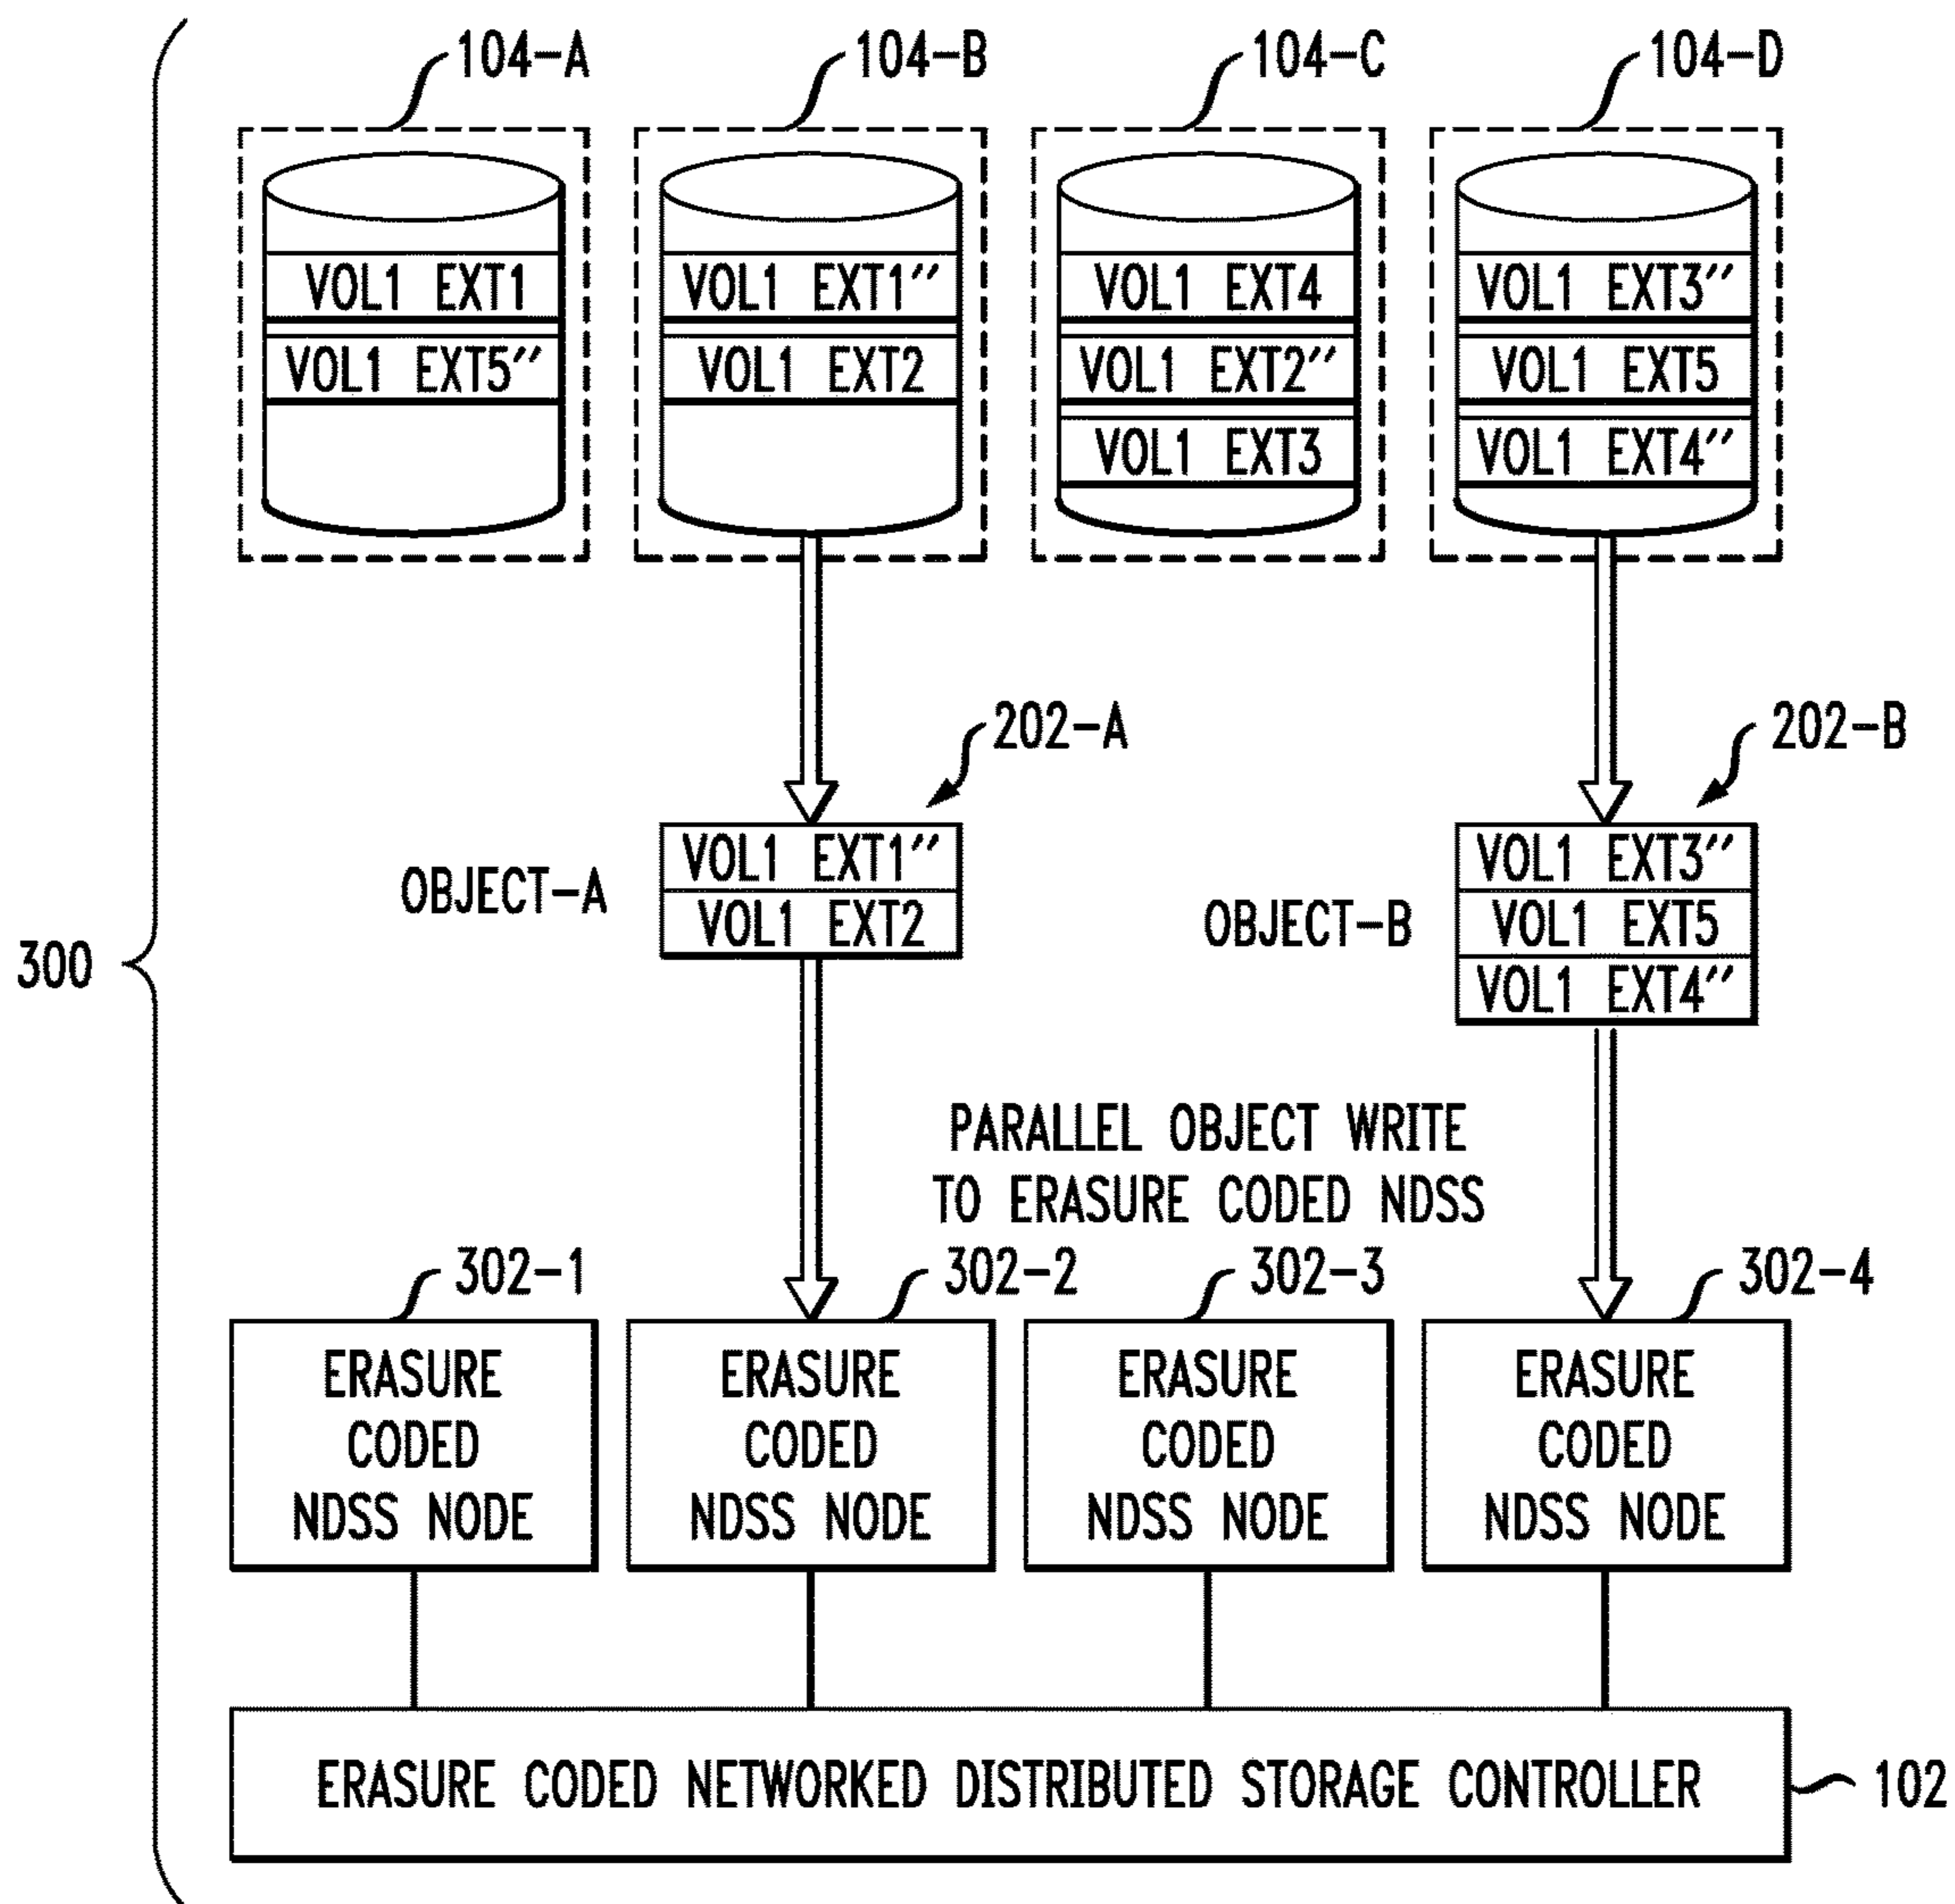 104-A 104-B 104-C 104-D
VOL1 EXT1 VOL1 EXT1″ VOL1 EXT4 VOL1 EXT3″
VOL1 EXT5″ VOL1 EXT2 VOL1 EXT2″ VOL1 EXT5
VOL1 EXT3 VOL1 EXT4″
202-A 202-B
VOL1 EXT1″ VOL1 EXT3″
OBJECT-A
VOL1 EXT2 OBJECT-B VOL1 EXT5
300
VOL1 EXT4″
PARALLEL OBJECT WRITE
TO ERASURE CODED NDSS
302-1 302-2 302-3 302-4
ERASURE ERASURE ERASURE ERASURE
CODED CODED CODED CODED
NDSS NODE NDSS NODE NDSS NODE NDSS NODE
ERASURE CODED NETWORKED DISTRIBUTED STORAGE CONTROLLER 102